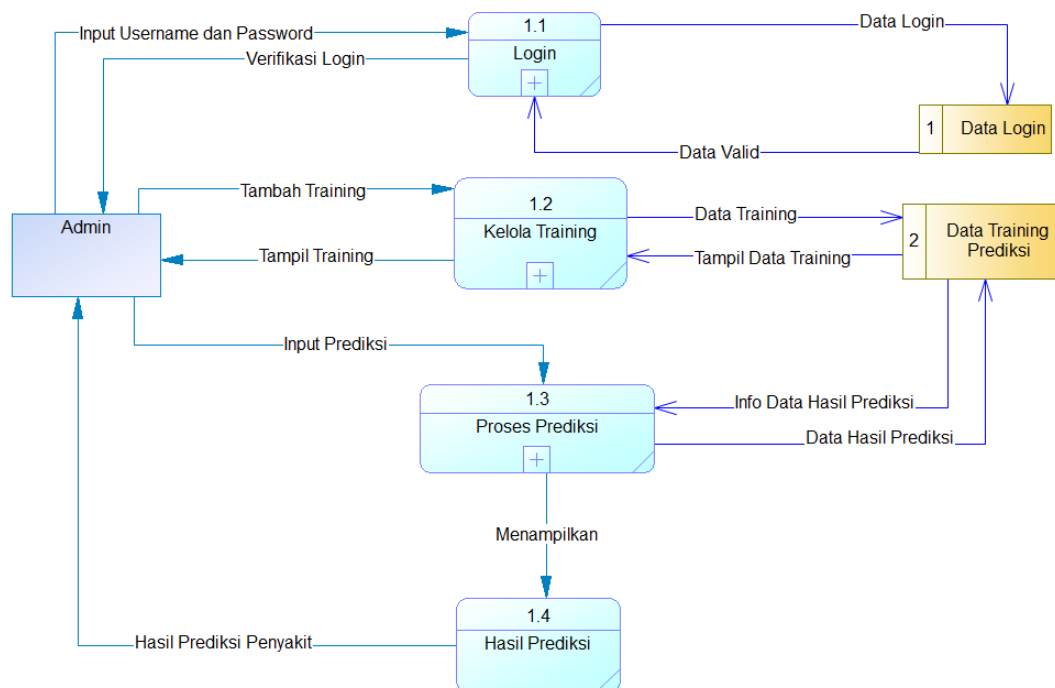 1.1
Login
Input Username dan Password
Verifikasi Login
Data Login
1
Data Login
Data Valid
Admin
Tambah Training
Tampil Training
1.2
Kelola Training
Data Training
Tampil Data Training
2
Data Training
Prediksi
Input Prediksi
1.3
Proses Prediksi
Info Data Hasil Prediksi
Data Hasil Prediksi
Menampilkan
1.4
Hasil Prediksi
Hasil Prediksi Penyakit